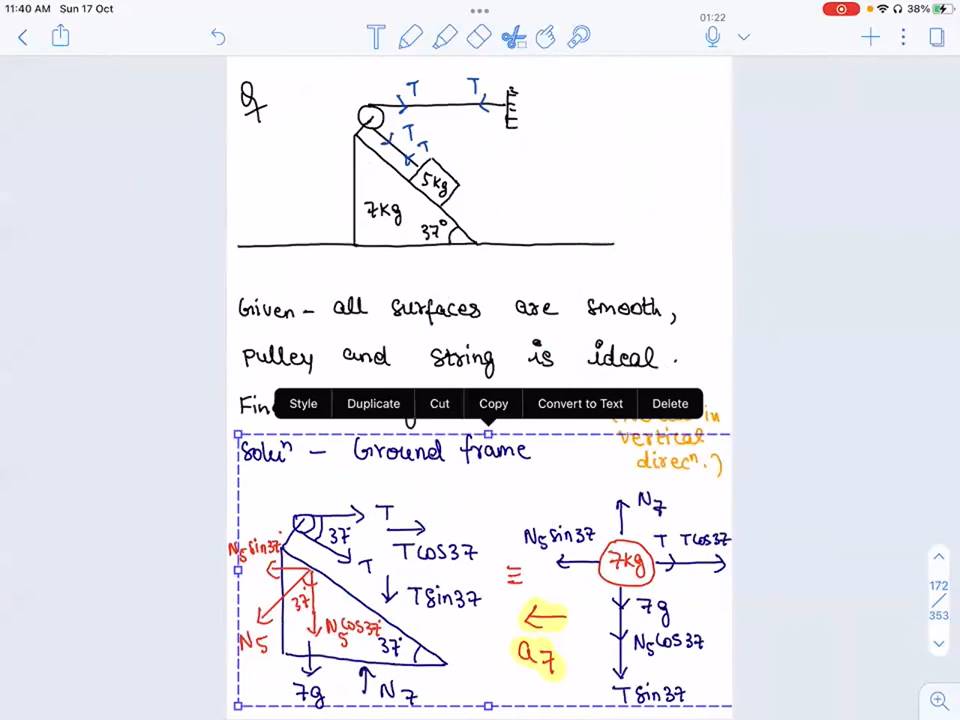 11:40 AM Sun 17 Oct
38%
01:22
Q
T T
T
T
5kg
7kg
37°
Given - all surfaces are smooth,
pulley and string is ideal.
Style Duplicate Cut Copy Convert to Text Delete
in
vertical
direcⁿ.)
Soluⁿ - Ground frame
T
37°
Tcos37
T
Tsin37
N5sin37
37°
N5
N5cos37
37°
7g
N7
≡
←
a7
N7
N5sin37
7kg
T Tcos37
7g
N5cos37
Tsin37
172
353